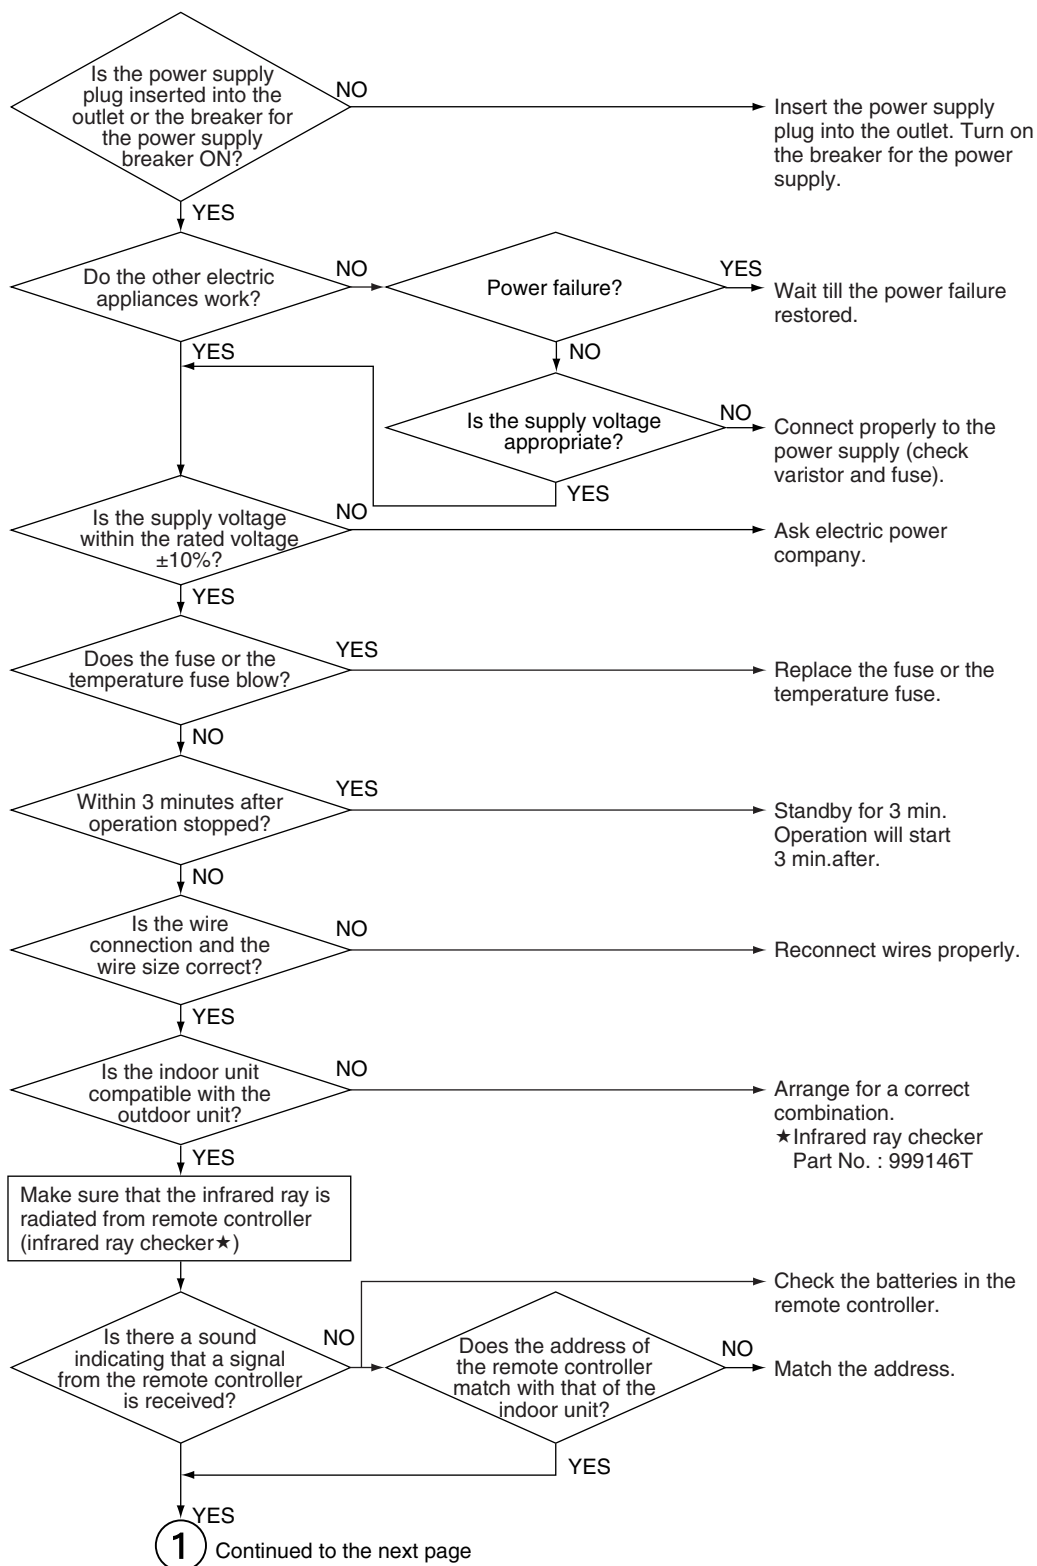 Is the power supply
plug inserted into the
outlet or the breaker for
the power supply
breaker ON?
NO
Insert the power supply
plug into the outlet. Turn on
the breaker for the power
supply.
YES
Do the other electric
appliances work?
NO
Power failure?
YES
Wait till the power failure
restored.
YES
NO
Is the supply voltage
appropriate?
NO
Connect properly to the
power supply (check
varistor and fuse).
YES
Is the supply voltage
within the rated voltage
±10%?
NO
Ask electric power
company.
YES
Does the fuse or the
temperature fuse blow?
YES
Replace the fuse or the
temperature fuse.
NO
Within 3 minutes after
operation stopped?
YES
Standby for 3 min.
Operation will start
3 min.after.
NO
Is the wire
connection and the
wire size correct?
NO
Reconnect wires properly.
YES
Is the indoor unit
compatible with the
outdoor unit?
NO
Arrange for a correct
combination.
★Infrared ray checker
Part No. : 999146T
YES
Make sure that the infrared ray is
radiated from remote controller
(infrared ray checker★)
Check the batteries in the
remote controller.
Is there a sound
indicating that a signal
from the remote controller
is received?
NO
Does the address of
the remote controller
match with that of the
indoor unit?
NO
Match the address.
YES
YES
1 Continued to the next page